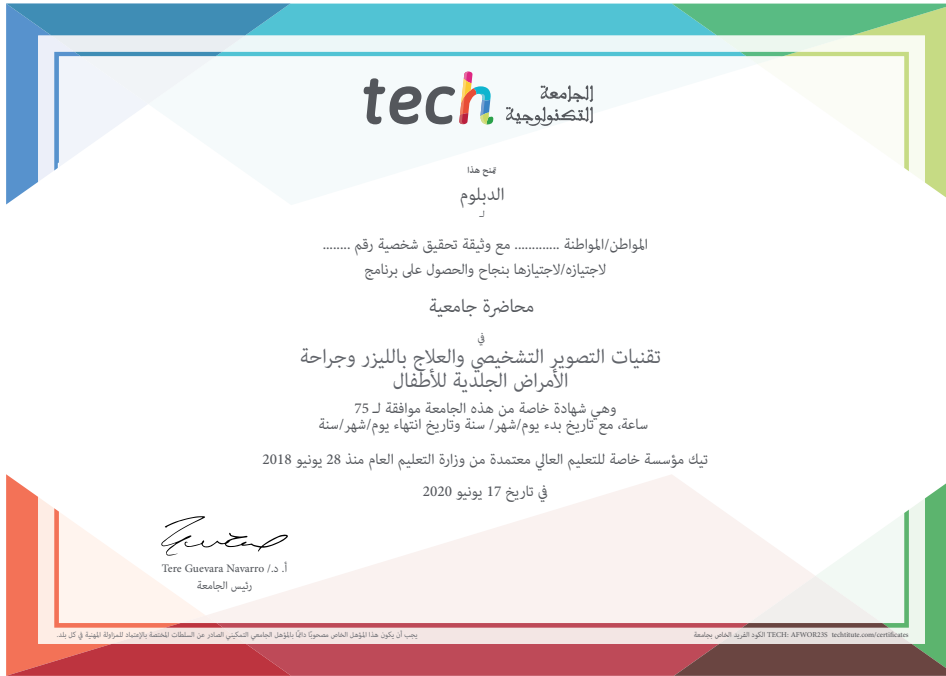 tech الجامعة
التكنولوجية
يمنح هذا
الدبلوم
لـ
المواطن/المواطنة ............. مع وثيقة تحقيق شخصية رقم ........
لاجتيازه/لاجتيازها بنجاح والحصول على برنامج
محاضرة جامعية
في
تقنيات التصوير التشخيصي والعلاج بالليزر وجراحة
الأمراض الجلدية للأطفال
وهي شهادة خاصة من هذه الجامعة موافقة لـ 75
ساعة، مع تاريخ بدء يوم/شهر/ سنة وتاريخ انتهاء يوم/شهر/سنة
تيك مؤسسة خاصة للتعليم العالي معتمدة من وزارة التعليم العام منذ 28 يونيو 2018
في تاريخ 17 يونيو 2020
أ. د./ Tere Guevara Navarro
رئيس الجامعة
يجب أن يكون هذا المؤهل الخاص مصحوبًا دائمًا بالمؤهل الجامعي التمكيني الصادر عن السلطات المختصة بالإعتماد للمزاولة المهنية في كل بلد.
الكود الفريد الخاص بجامعة TECH: AFWOR23S techtitute.com/certificates